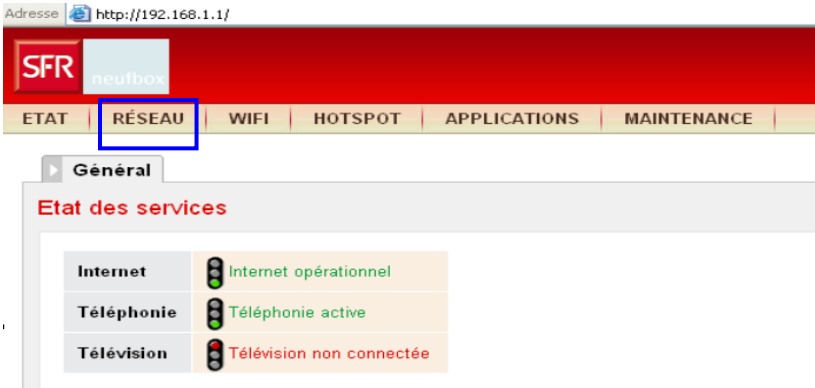 Adresse http://192.168.1.1/
SFR neufbox
ETAT RÉSEAU WIFI HOTSPOT APPLICATIONS MAINTENANCE
Général
Etat des services
Internet Internet opérationnel
Téléphonie Téléphonie active
Télévision Télévision non connectée